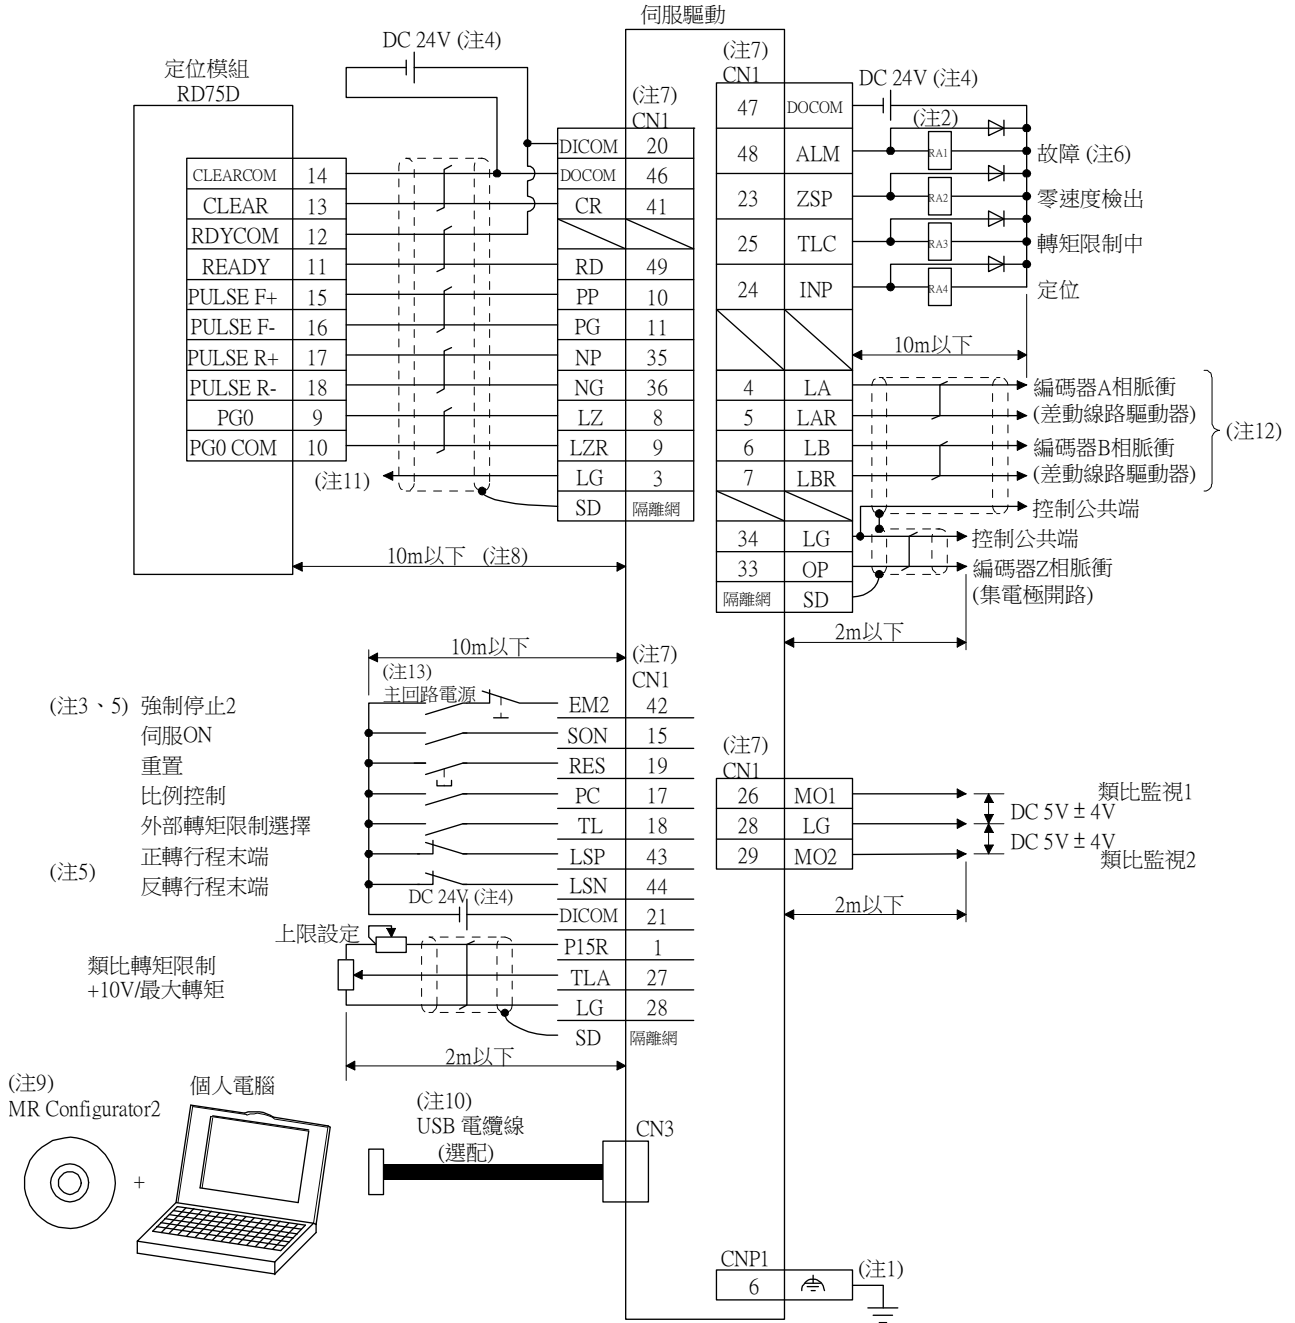 伺服驅動
DC 24V (注4)
定位模組
RD75D
(注7)
CN1
DICOM 20
CLEARCOM 14 DOCOM 46
CLEAR 13 CR 41
RDYCOM 12
READY 11 RD 49
PULSE F+ 15 PP 10
PULSE F- 16 PG 11
PULSE R+ 17 NP 35
PULSE R- 18 NG 36
PG0 9 LZ 8
PG0 COM 10 LZR 9
(注11) LG 3
SD 隔離網
10m以下 (注8)
(注7)
CN1
DC 24V (注4)
47 DOCOM
(注2)
48 ALM RA1 故障 (注6)
23 ZSP RA2 零速度檢出
25 TLC RA3 轉矩限制中
24 INP RA4 定位
10m以下
4 LA 編碼器A相脈衝
5 LAR (差動線路驅動器)
(注12)
6 LB 編碼器B相脈衝
7 LBR (差動線路驅動器)
控制公共端
34 LG 控制公共端
33 OP 編碼器Z相脈衝
隔離網 SD (集電極開路)
2m以下
10m以下
(注7)
CN1
(注13)
主回路電源
(注3、5) 強制停止2 EM2 42
伺服ON SON 15
重置 RES 19
比例控制 PC 17
外部轉矩限制選擇 TL 18
正轉行程末端 LSP 43
(注5)
反轉行程末端 LSN 44
DC 24V (注4)
DICOM 21
上限設定
P15R 1
類比轉矩限制
+10V/最大轉矩
TLA 27
LG 28
SD 隔離網
2m以下
(注7)
CN1
26 MO1 類比監視1
DC 5V ± 4V
28 LG
DC 5V ± 4V
29 MO2 類比監視2
2m以下
(注9)
MR Configurator2
+
個人電腦
(注10)
USB 電纜線
(選配)
CN3
CNP1
6
(注1)